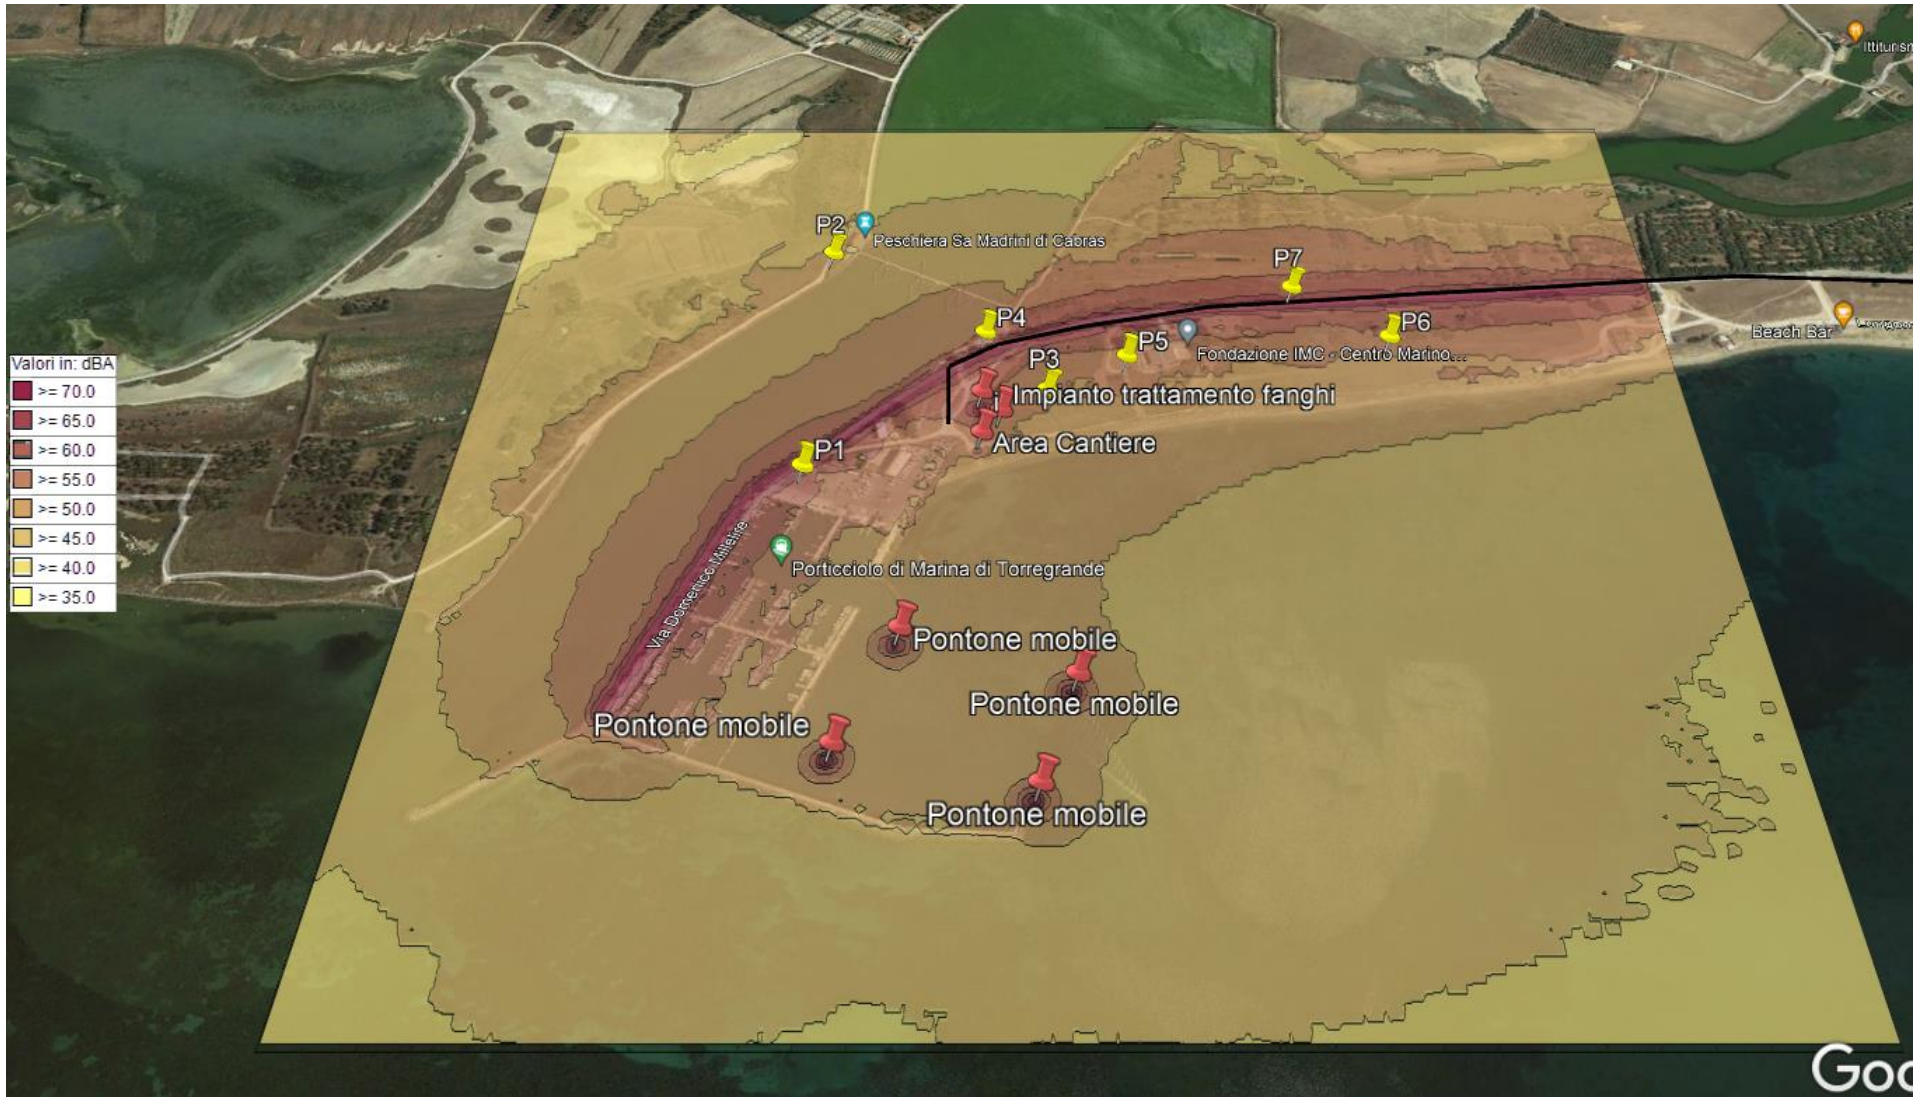 Ittiturism
P2
Peschiera Sa Madrini di Cabras
P7
P4
P6
P5
Beach Bar
Fondazione IMC - Centro Marino...
P3
Valori in: dBA
>= 70.0
>= 65.0
>= 60.0
>= 55.0
>= 50.0
>= 45.0
>= 40.0
>= 35.0
Impianto trattamento fanghi
Area Cantiere
P1
Via Domenico Millelire
Porticciolo di Marina di Torregrande
Pontone mobile
Pontone mobile
Pontone mobile
Pontone mobile
Goo